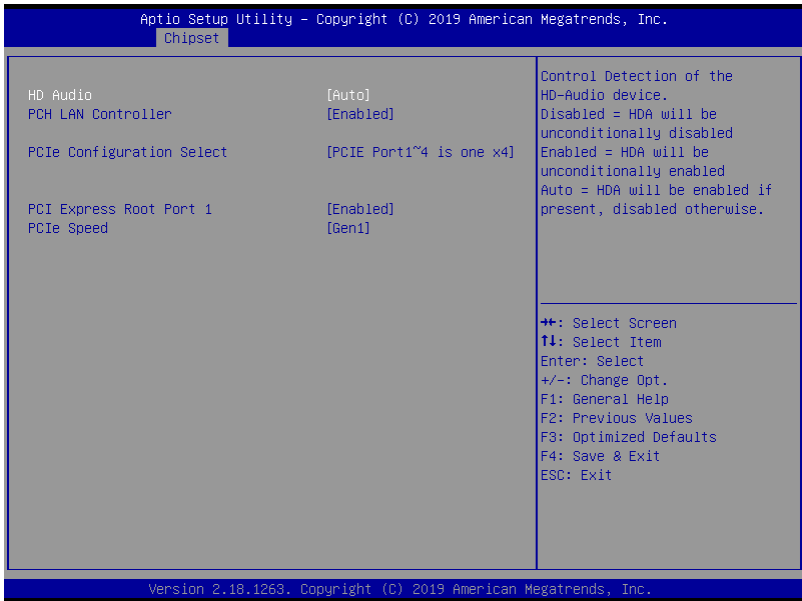 Aptio Setup Utility – Copyright (C) 2019 American Megatrends, Inc.
Chipset
HD Audio [Auto]
PCH LAN Controller [Enabled]
PCIe Configuration Select [PCIE Port1~4 is one x4]
PCI Express Root Port 1 [Enabled]
PCIe Speed [Gen1]
Control Detection of the
HD-Audio device.
Disabled = HDA will be
unconditionally disabled
Enabled = HDA will be
unconditionally enabled
Auto = HDA will be enabled if
present, disabled otherwise.
→←: Select Screen
↑↓: Select Item
Enter: Select
+/-: Change Opt.
F1: General Help
F2: Previous Values
F3: Optimized Defaults
F4: Save & Exit
ESC: Exit
Version 2.18.1263. Copyright (C) 2019 American Megatrends, Inc.